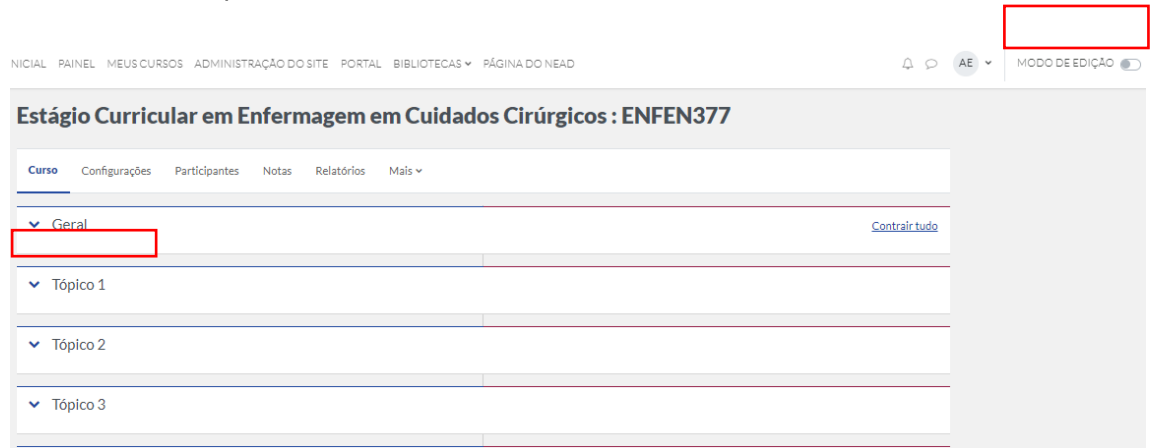 NICIAL PAINEL MEUS CURSOS ADMINISTRAÇÃO DO SITE PORTAL BIBLIOTECAS PÁGINA DO NEAD AE MODO DE EDIÇÃO
Estágio Curricular em Enfermagem em Cuidados Cirúrgicos : ENFEN377
Curso Configurações Participantes Notas Relatórios Mais
Geral Contrair tudo
Tópico 1
Tópico 2
Tópico 3